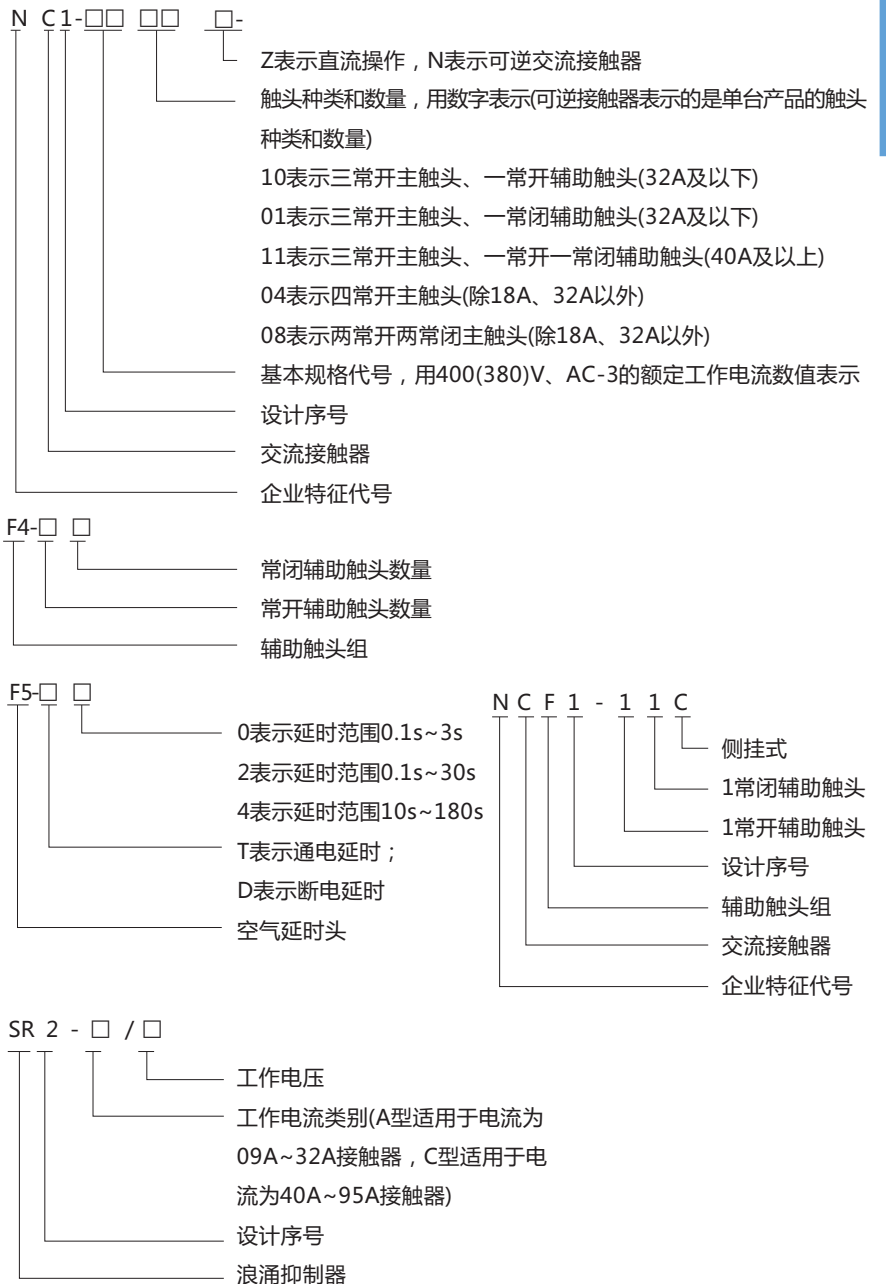 N C1-□□ □□ □-
Z表示直流操作，N表示可逆交流接触器
触头种类和数量，用数字表示(可逆接触器表示的是单台产品的触头
种类和数量)
10表示三常开主触头、一常开辅助触头(32A及以下)
01表示三常开主触头、一常闭辅助触头(32A及以下)
11表示三常开主触头、一常开一常闭辅助触头(40A及以上)
04表示四常开主触头(除18A、32A以外)
08表示两常开两常闭主触头(除18A、32A以外)
基本规格代号，用400(380)V、AC-3的额定工作电流数值表示
设计序号
交流接触器
企业特征代号
F4-□ □
常闭辅助触头数量
常开辅助触头数量
辅助触头组
F5-□ □
0表示延时范围0.1s~3s
2表示延时范围0.1s~30s
4表示延时范围10s~180s
T表示通电延时；
D表示断电延时
空气延时头
N C F 1 - 1 1 C
侧挂式
1常闭辅助触头
1常开辅助触头
设计序号
辅助触头组
交流接触器
企业特征代号
SR 2 - □ / □
工作电压
工作电流类别(A型适用于电流为
09A~32A接触器，C型适用于电
流为40A~95A接触器)
设计序号
浪涌抑制器